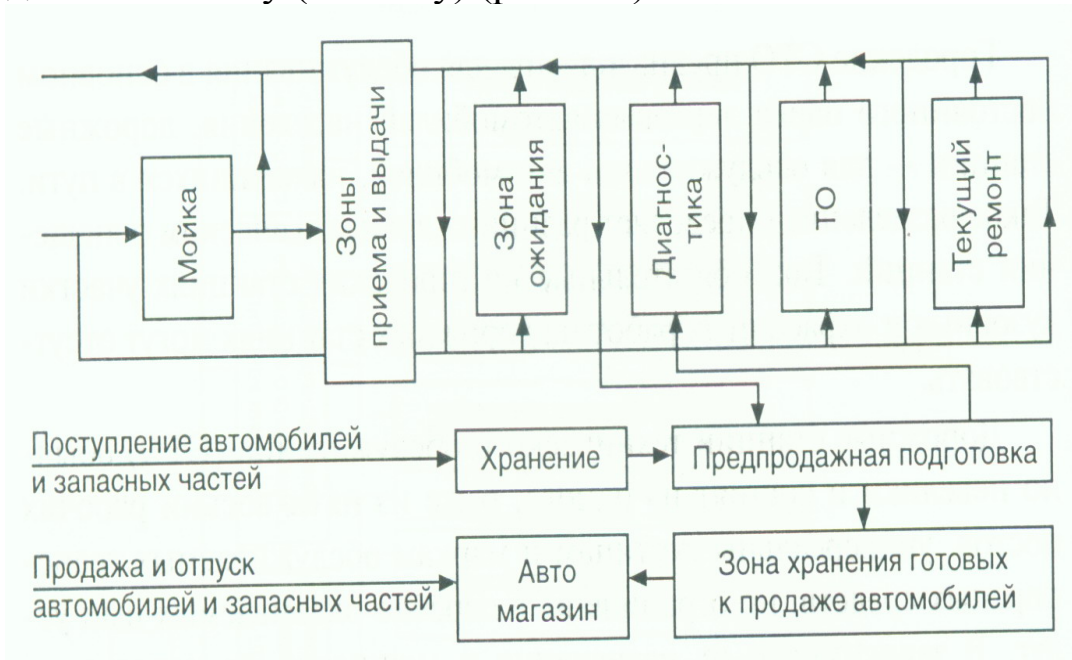 Мойка
Зоны
приема и выдачи
Зона
ожидания
Диагнос-
тика
ТО
Текущий
ремонт
Поступление автомобилей
и запасных частей
Хранение
Предпродажная подготовка
Продажа и отпуск
автомобилей и запасных частей
Авто
магазин
Зона хранения готовых
к продаже автомобилей